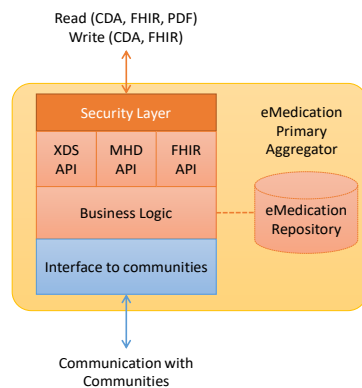 Read (CDA, FHIR, PDF)
Write (CDA, FHIR)
Security Layer
eMedication
Primary
Aggregator
XDS
API
MHD
API
FHIR
API
Business Logic
eMedication
Repository
Interface to communities
Communication with
Communities